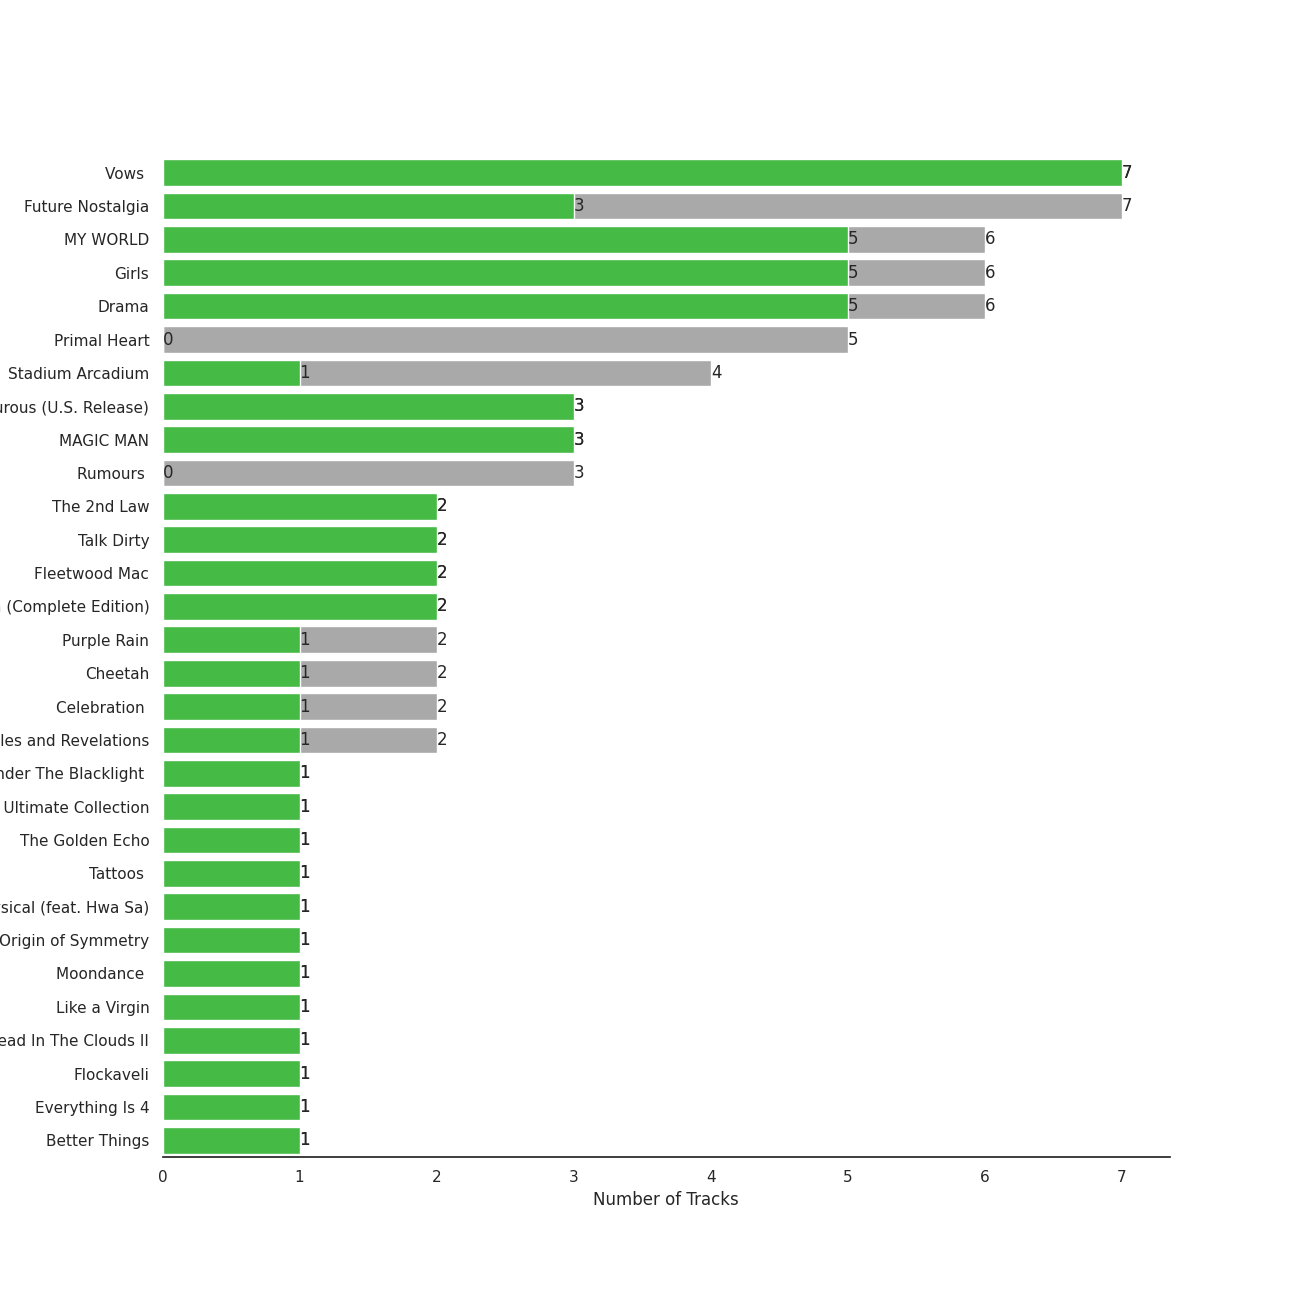 Vows 7
Future Nostalgia 3 7
MY WORLD 5 6
Girls 5 6
Drama 5 6
Primal Heart 0 5
Stadium Arcadium 1 4
(U.S. Release) 3
MAGIC MAN 3
Rumours 0 3
The 2nd Law 2
Talk Dirty 2
Fleetwood Mac 2
(Complete Edition) 2
Purple Rain 1 2
Cheetah 1 2
Celebration 1 2
and Revelations 1 2
The Blacklight 1
Ultimate Collection 1
The Golden Echo 1
Tattoos 1
(feat. Hwa Sa) 1
Origin of Symmetry 1
Moondance 1
Like a Virgin 1
In The Clouds II 1
Flockaveli 1
Everything Is 4 1
Better Things 1
0 1 2 3 4 5 6 7
Number of Tracks